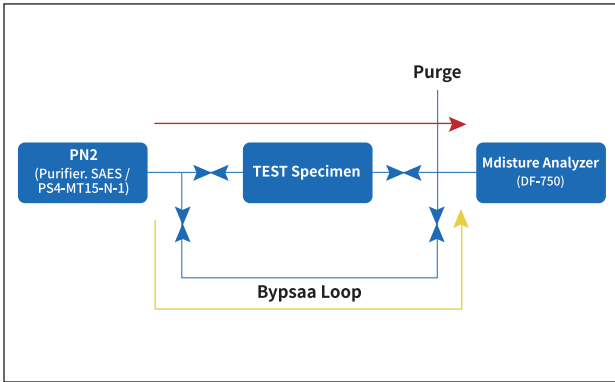 Purge
PN2
(Purifier. SAES /
PS4-MT15-N-1)
TEST Specimen
Mdisture Analyzer
(DF-750)
Bypsaa Loop